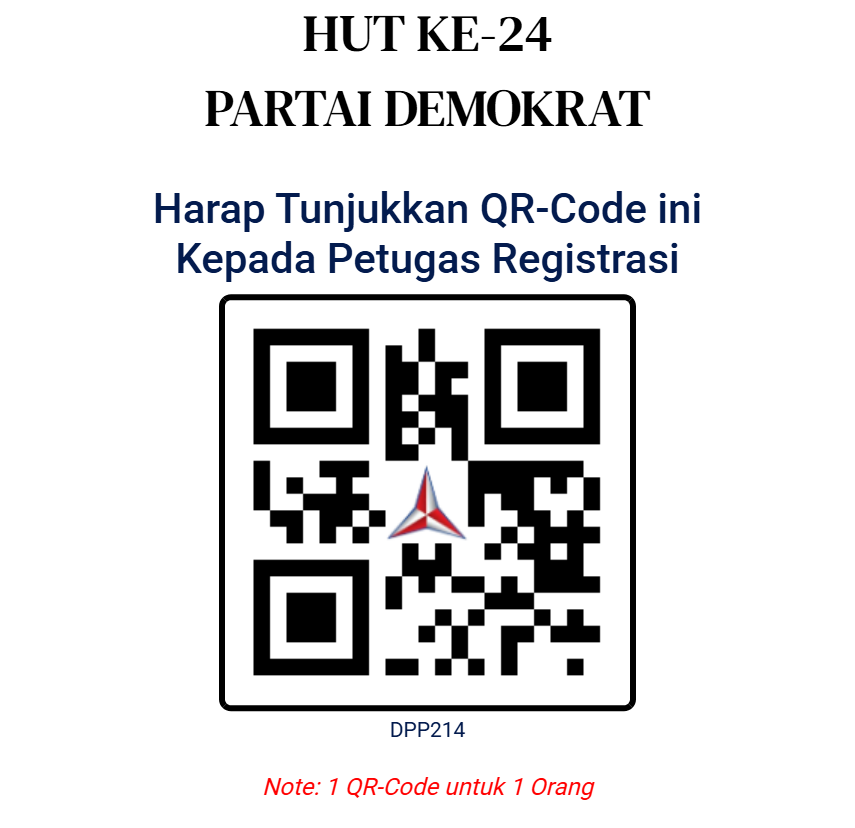 HUT KE-24
PARTAI DEMOKRAT
Harap Tunjukkan QR-Code ini
Kepada Petugas Registrasi
DPP214
Note: 1 QR-Code untuk 1 Orang